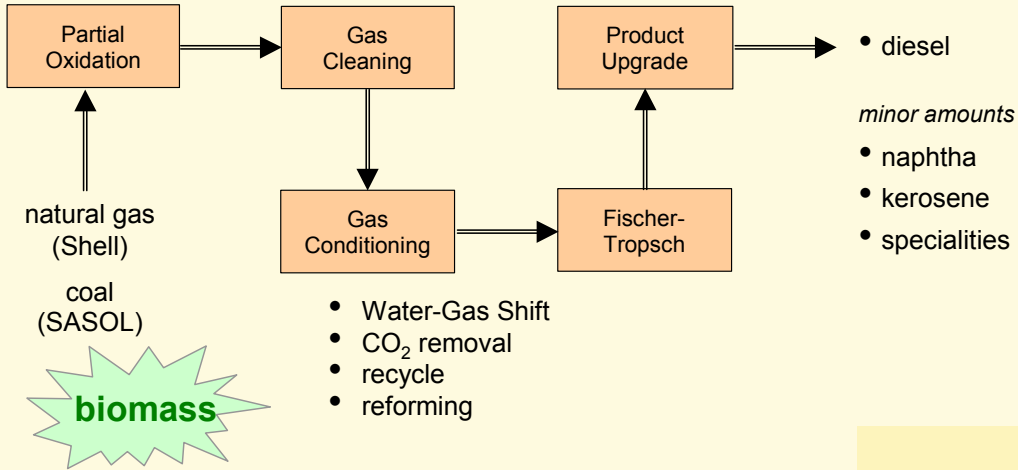 Partial
Oxidation
Gas
Cleaning
Product
Upgrade
• diesel
minor amounts
• naphtha
• kerosene
• specialities
natural gas
(Shell)
coal
(SASOL)
biomass
Gas
Conditioning
Fischer-
Tropsch
• Water-Gas Shift
• CO₂ removal
• recycle
• reforming